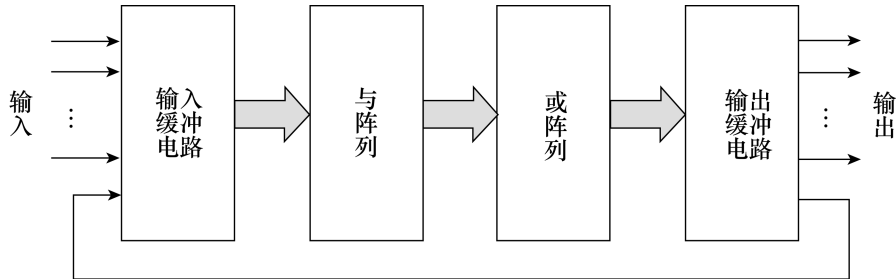 输
入
⋮
输入
缓冲
电路
与
阵
列
或
阵
列
输出
缓冲
电路
⋮
输
出